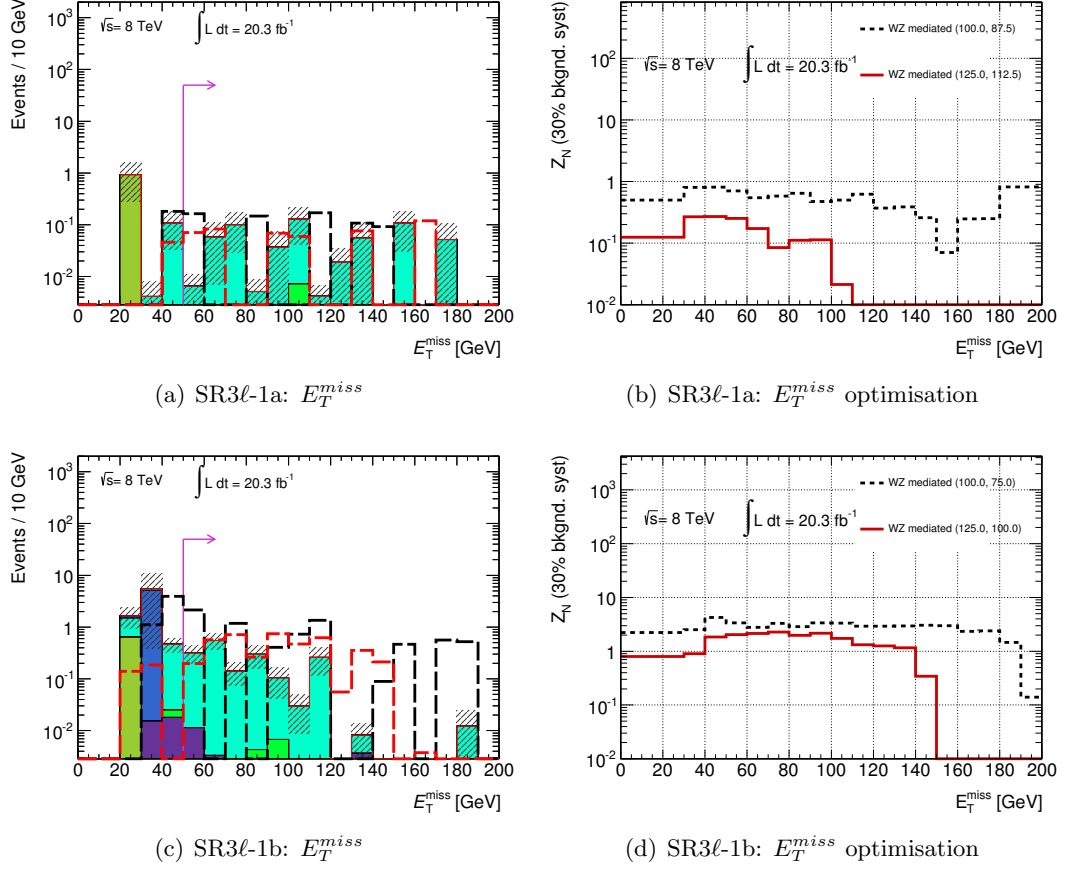 Events / 10 GeV
10³
10²
10
1
10⁻¹
10⁻²
√s= 8 TeV ∫ L dt = 20.3 fb⁻¹
0 20 40 60 80 100 120 140 160 180 200
E_T^miss [GeV]
(a) SR3ℓ-1a: E_T^miss
Z_N (30% bkgnd. syst)
10³
10²
10
1
10⁻¹
10⁻²
WZ mediated (100.0, 87.5)
√s= 8 TeV ∫ L dt = 20.3 fb⁻¹
WZ mediated (125.0, 112.5)
0 20 40 60 80 100 120 140 160 180 200
E_T^miss [GeV]
(b) SR3ℓ-1a: E_T^miss optimisation
Events / 10 GeV
10³
10²
10
1
10⁻¹
10⁻²
√s= 8 TeV ∫ L dt = 20.3 fb⁻¹
0 20 40 60 80 100 120 140 160 180 200
E_T^miss [GeV]
(c) SR3ℓ-1b: E_T^miss
Z_N (30% bkgnd. syst)
10³
10²
10
1
10⁻¹
10⁻²
WZ mediated (100.0, 75.0)
√s= 8 TeV ∫ L dt = 20.3 fb⁻¹
WZ mediated (125.0, 100.0)
0 20 40 60 80 100 120 140 160 180 200
E_T^miss [GeV]
(d) SR3ℓ-1b: E_T^miss optimisation